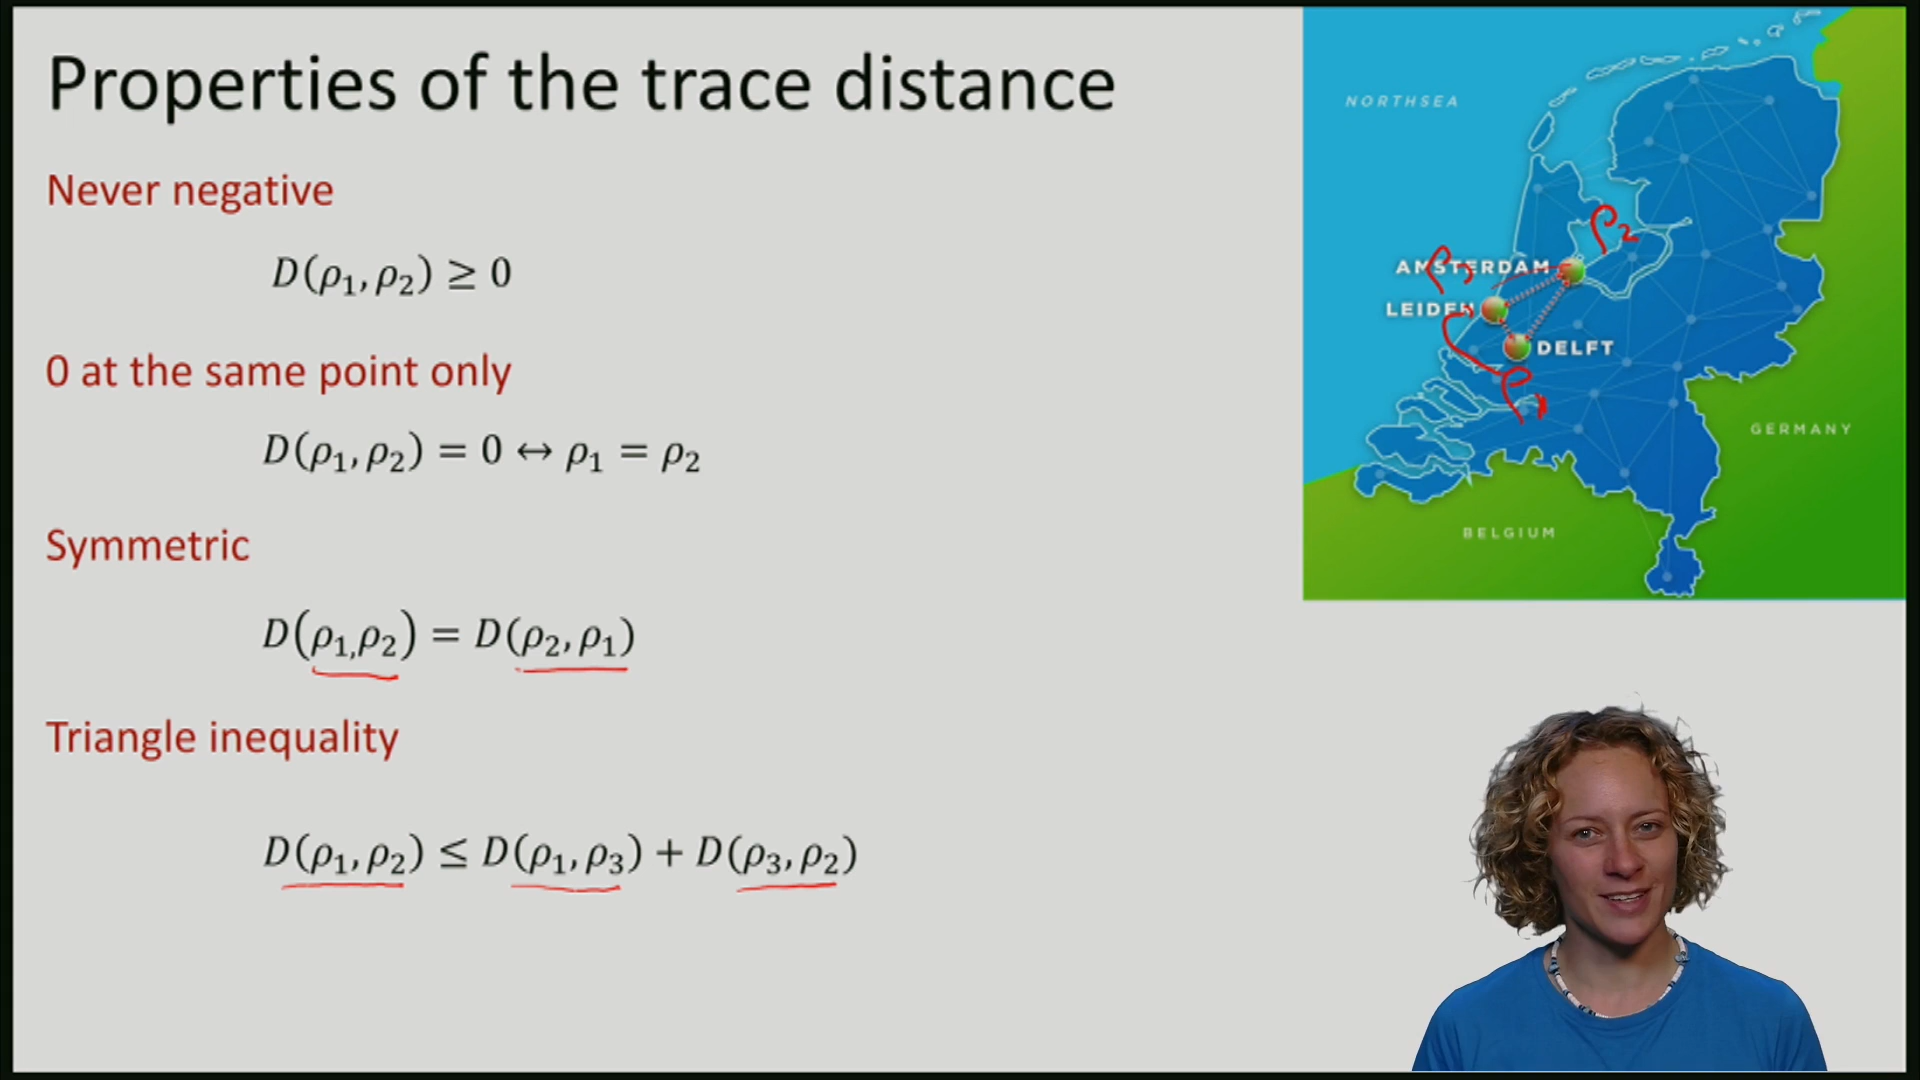 Properties of the trace distance
Never negative
D(ρ₁, ρ₂) ≥ 0
0 at the same point only
D(ρ₁, ρ₂) = 0 ↔ ρ₁ = ρ₂
Symmetric
D(ρ₁,ρ₂) = D(ρ₂, ρ₁)
Triangle inequality
D(ρ₁, ρ₂) ≤ D(ρ₁, ρ₃) + D(ρ₃, ρ₂)
NORTHSEA
ρ₂
AMSTERDAM
ρ₃
LEIDEN
DELFT
ρ₁
GERMANY
BELGIUM